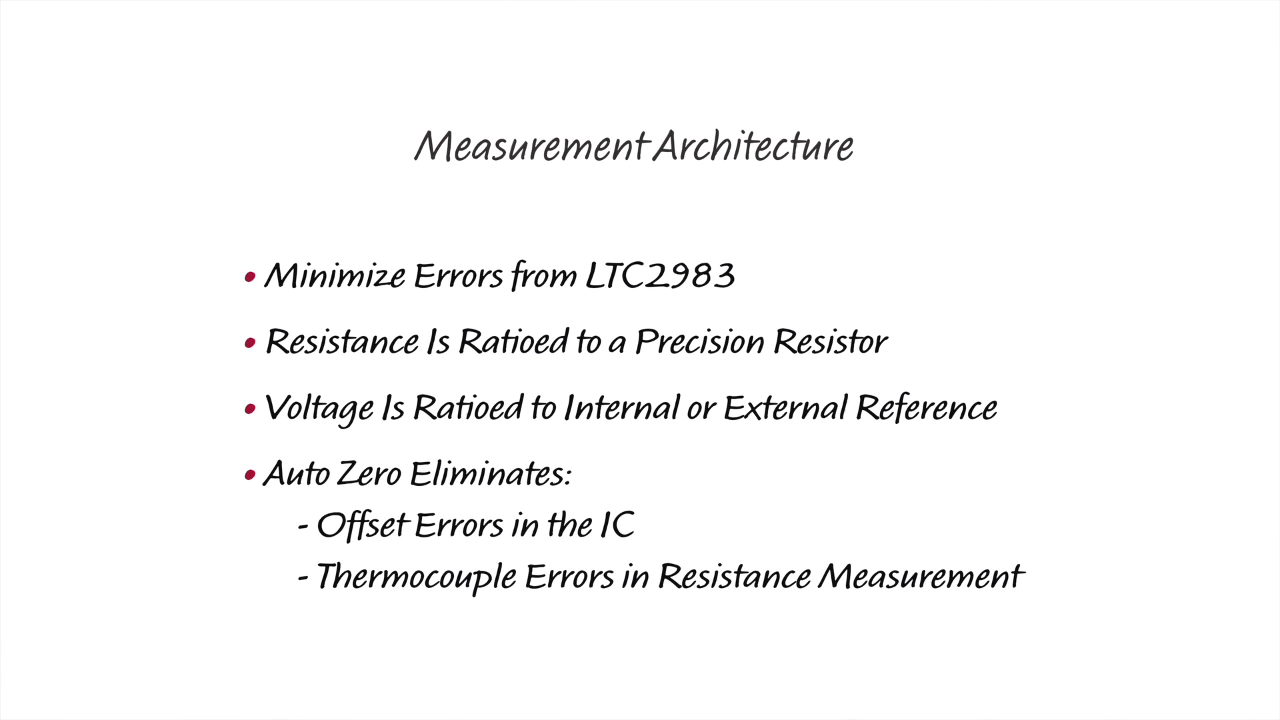 Measurement Architecture
• Minimize Errors from LTC2983
• Resistance Is Ratioed to a Precision Resistor
• Voltage Is Ratioed to Internal or External Reference
• Auto Zero Eliminates:
- Offset Errors in the IC
- Thermocouple Errors in Resistance Measurement